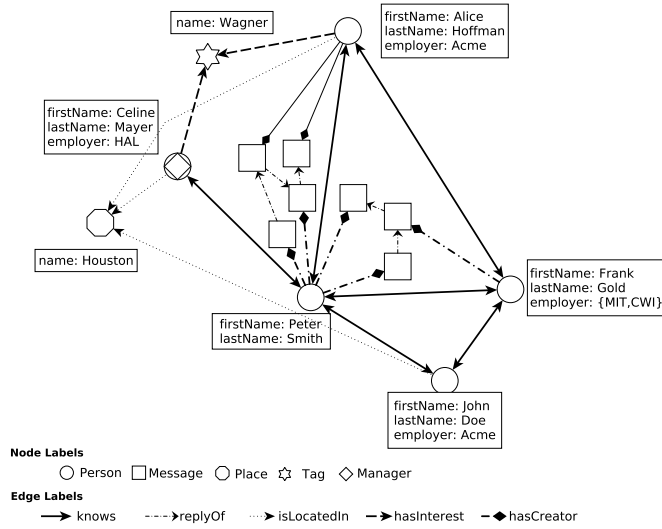 name: Wagner
firstName: Alice
lastName: Hoffman
employer: Acme
firstName: Celine
lastName: Mayer
employer: HAL
name: Houston
firstName: Frank
lastName: Gold
employer: {MIT,CWI}
firstName: Peter
lastName: Smith
firstName: John
lastName: Doe
employer: Acme
Node Labels
Person Message Place Tag Manager
Edge Labels
knows replyOf isLocatedIn hasInterest hasCreator